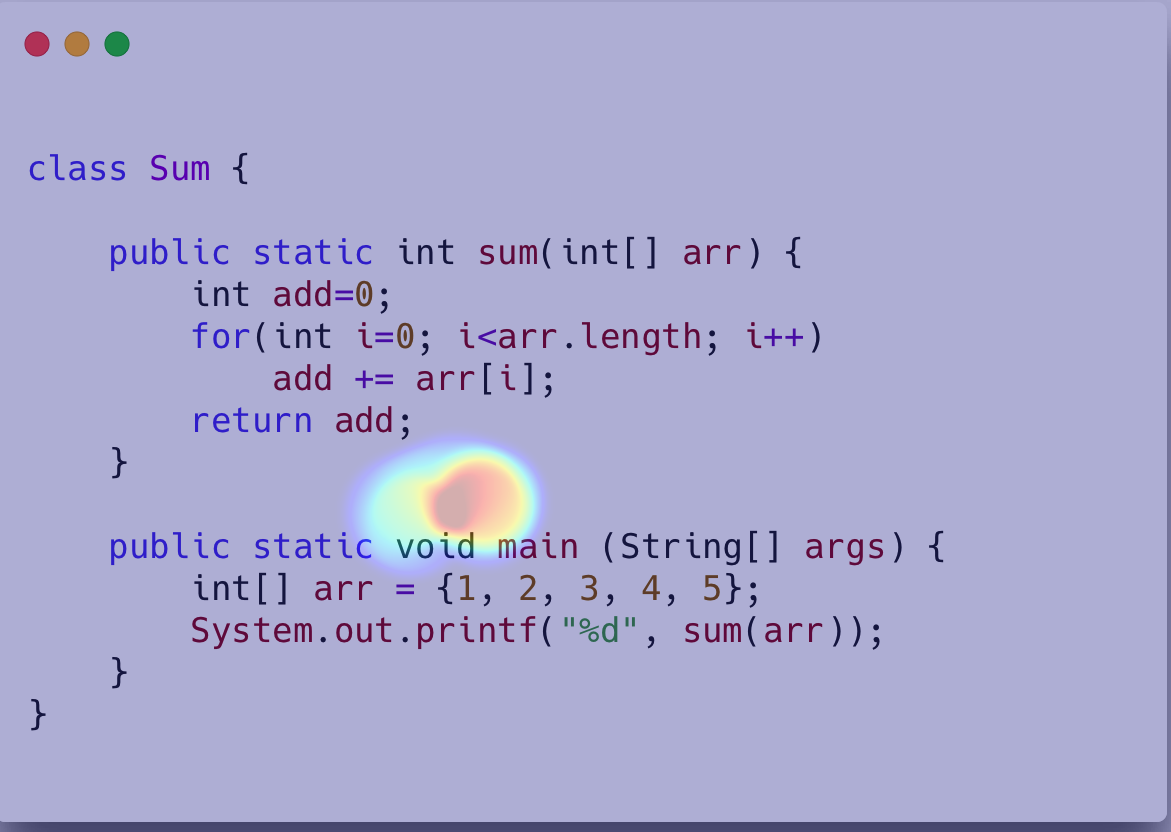 class Sum {
public static int sum(int[] arr) {
int add=0;
for(int i=0; i<arr.length; i++)
add += arr[i];
return add;
}
public static void main (String[] args) {
int[] arr = {1, 2, 3, 4, 5};
System.out.printf("%d", sum(arr));
}
}